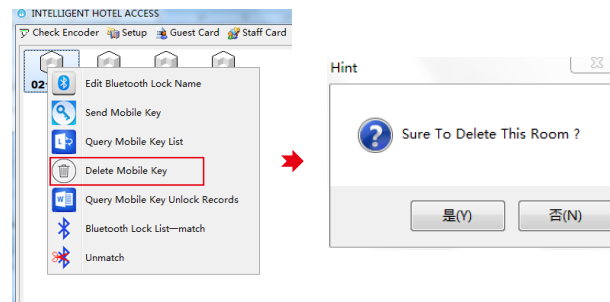 INTELLIGENT HOTEL ACCESS
Check Encoder Setup Guest Card Staff Card
02
Edit Bluetooth Lock Name
Send Mobile Key
Query Mobile Key List
Delete Mobile Key
Query Mobile Key Unlock Records
Bluetooth Lock List—match
Unmatch
Hint
Sure To Delete This Room ?
是(Y) 否(N)